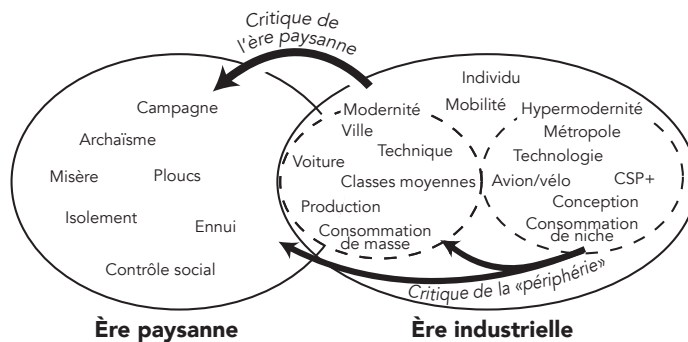 Critique de
l'ère paysanne
Individu
Mobilité
Campagne
Archaïsme
Misère
Ploucs
Isolement
Ennui
Contrôle social
Modernité
Ville
Technique
Voiture
Classes moyennes
Production
Consommation
de masse
Hypermodernité
Métropole
Technologie
Avion/vélo
CSP+
Conception
Consommation
de niche
Critique de la «périphérie»
Ère paysanne
Ère industrielle